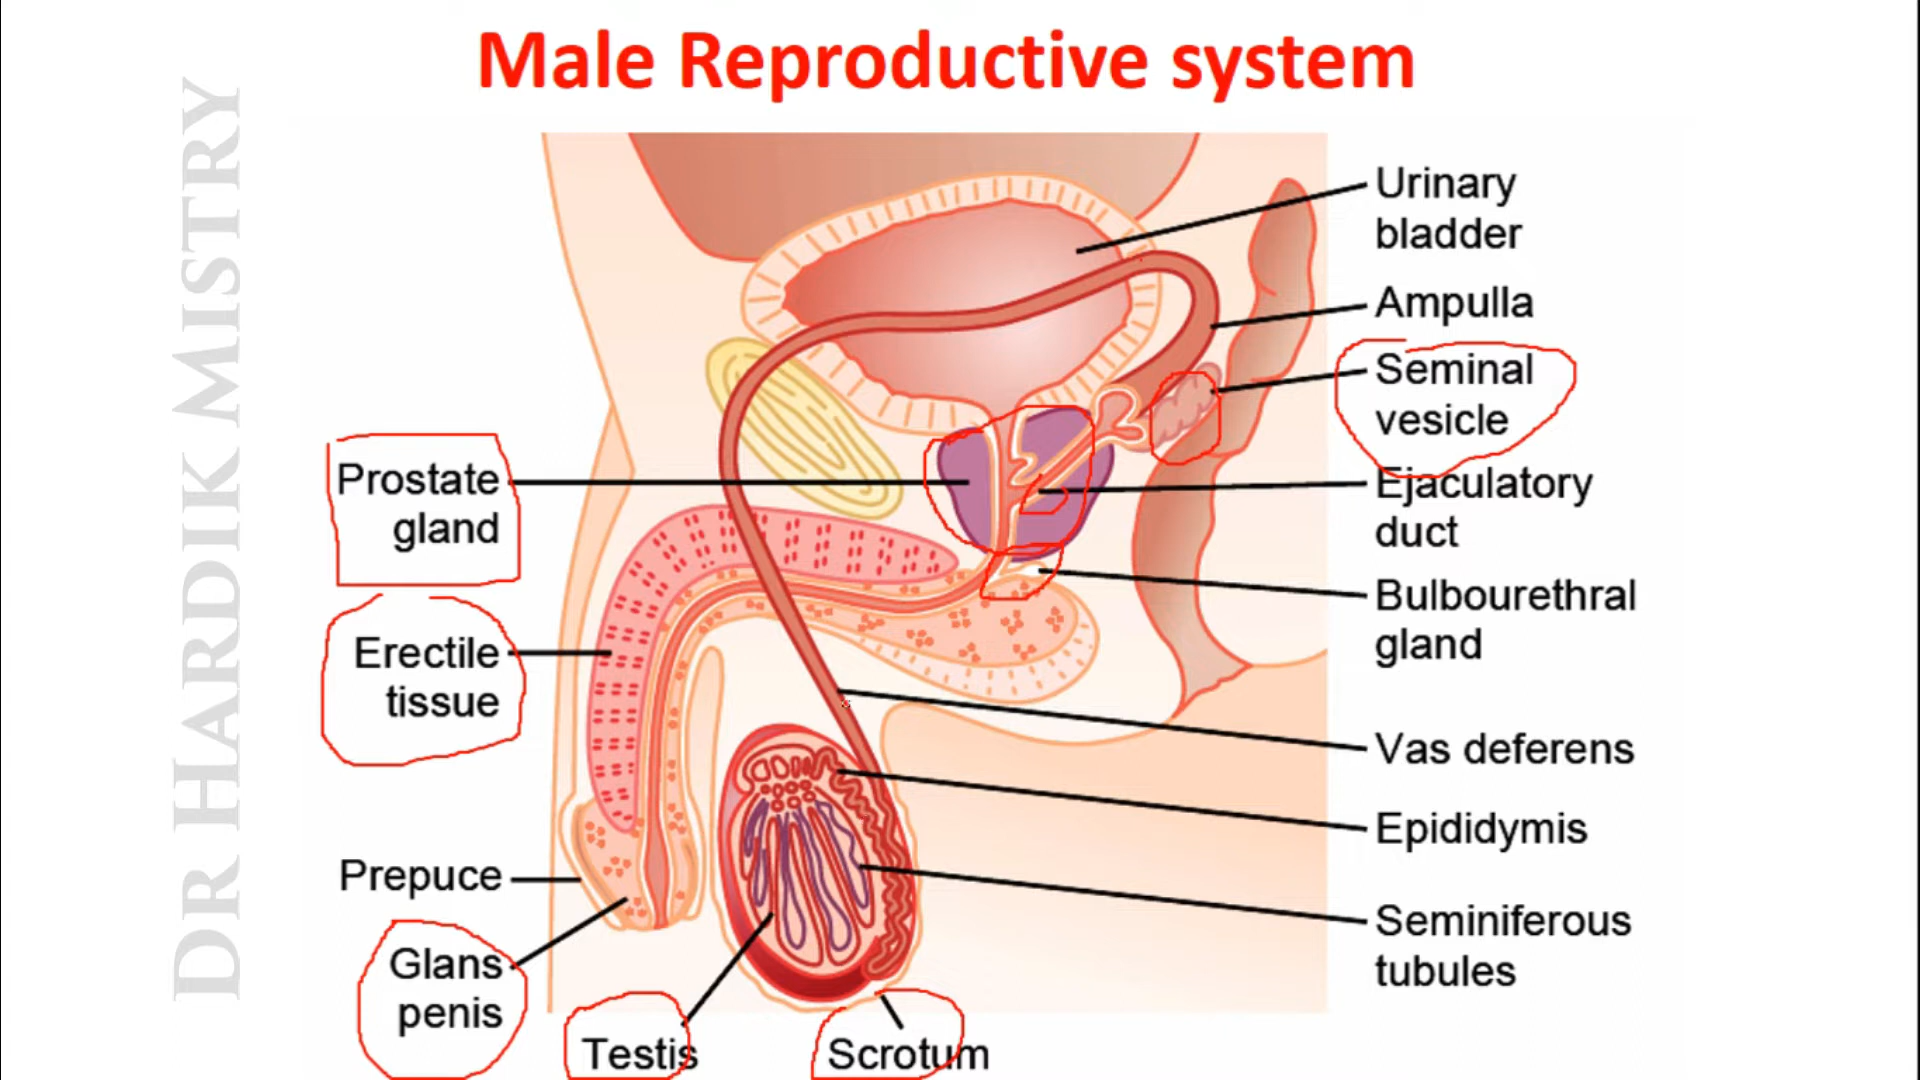 Male Reproductive system
DR HARDIK MISTRY
Urinary
bladder
Ampulla
Seminal
vesicle
Ejaculatory
duct
Bulbourethral
gland
Vas deferens
Epididymis
Seminiferous
tubules
Prostate
gland
Erectile
tissue
Prepuce
Glans
penis
Testis
Scrotum